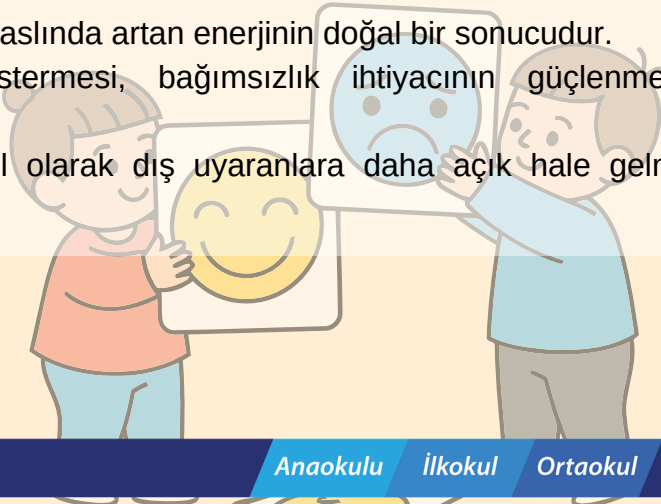 aslında artan enerjinin doğal bir sonucudur.
stermesi, bağımsızlık ihtiyacının güçlenme
l olarak dış uyaranlara daha açık hale gelm
Anaokulu İlkokul Ortaokul